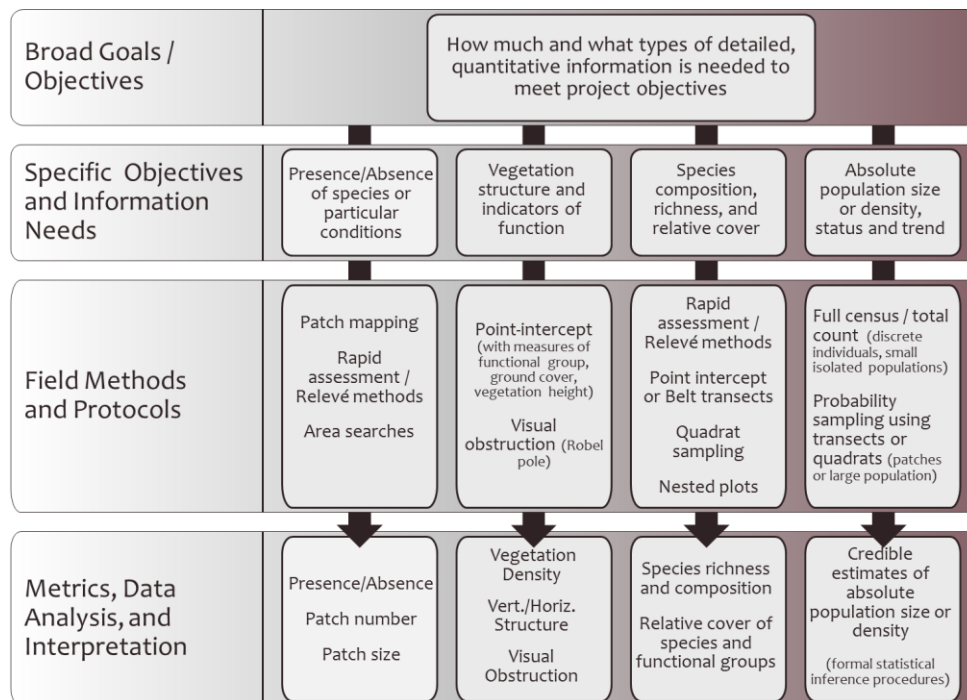 Broad Goals /
Objectives
How much and what types of detailed,
quantitative information is needed to
meet project objectives
Specific Objectives
and Information
Needs
Presence/Absence
of species or
particular
conditions
Vegetation
structure and
indicators of
function
Species
composition,
richness, and
relative cover
Absolute
population size
or density,
status and trend
Field Methods
and Protocols
Patch mapping
Rapid
assessment /
Relevé methods
Area searches
Point-intercept
(with measures of
functional group,
ground cover,
vegetation height)
Visual
obstruction (Robel
pole)
Rapid
assessment /
Relevé methods
Point intercept
or Belt transects
Quadrat
sampling
Nested plots
Full census / total
count (discrete
individuals, small
isolated populations)
Probability
sampling using
transects or
quadrats (patches
or large population)
Metrics, Data
Analysis, and
Interpretation
Presence/Absence
Patch number
Patch size
Vegetation
Density
Vert./Horiz.
Structure
Visual
Obstruction
Species richness
and composition
Relative cover of
species and
functional groups
Credible
estimates of
absolute
population size or
density
(formal statistical
inference procedures)